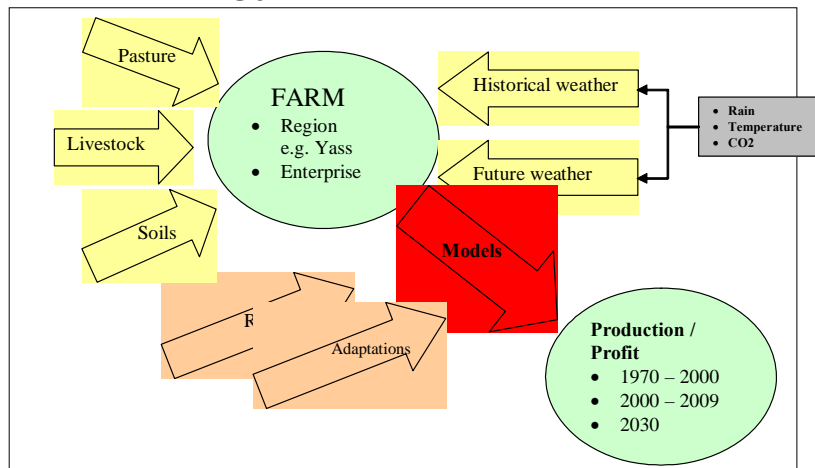 Pasture
Livestock
Soils
FARM
• Region
e.g. Yass
• Enterprise
Historical weather
Future weather
• Rain
• Temperature
• CO2
Models
R
Adaptations
Production /
Profit
• 1970 – 2000
• 2000 – 2009
• 2030